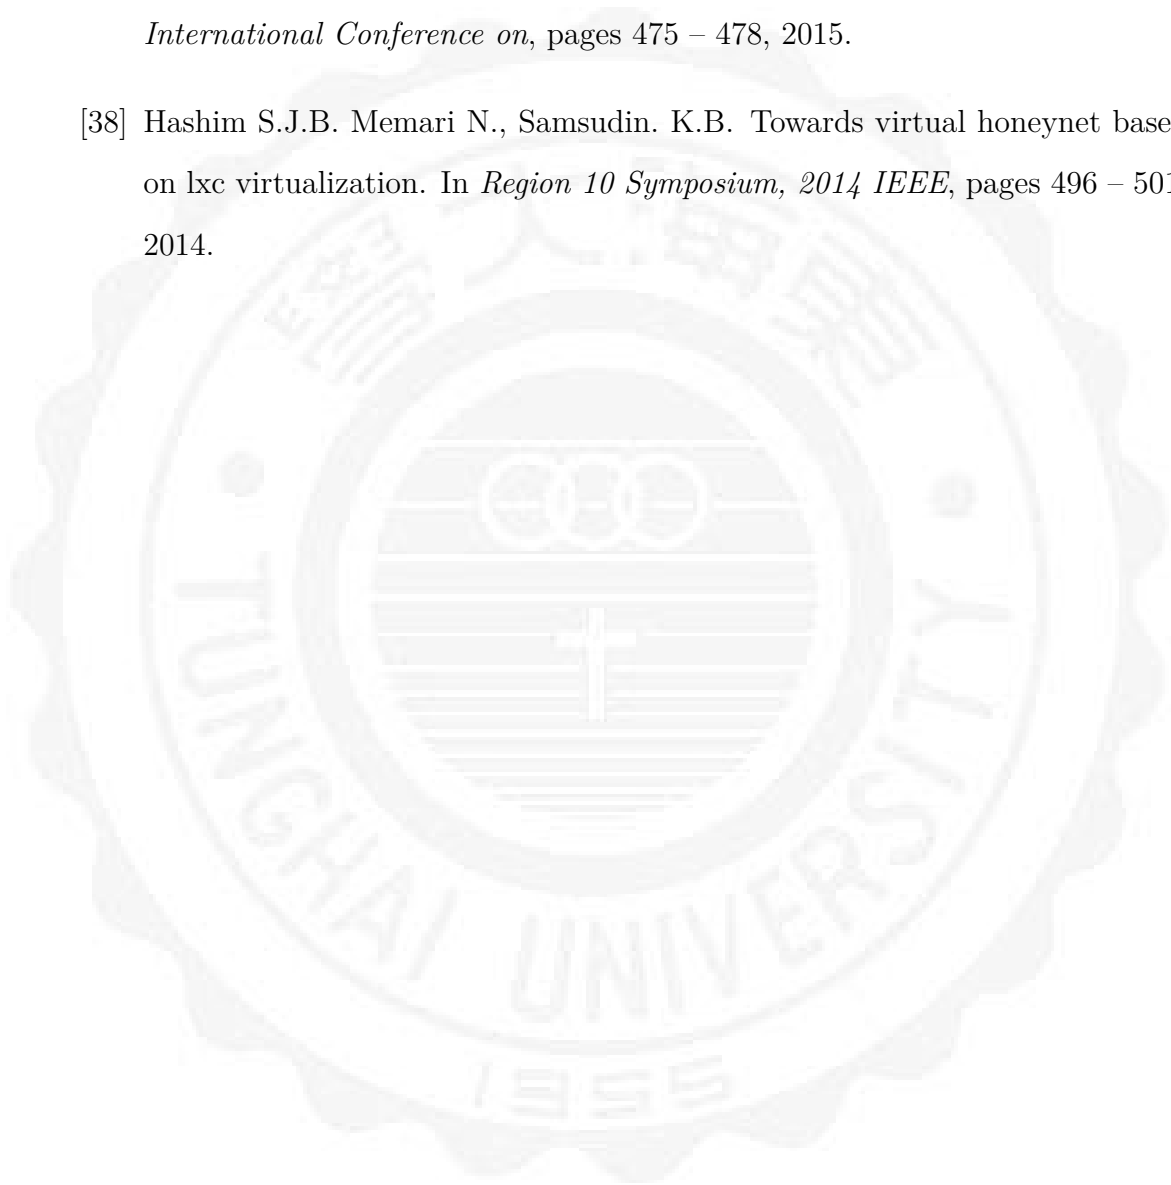 International Conference on, pages 475 – 478, 2015.
[38] Hashim S.J.B. Memari N., Samsudin. K.B. Towards virtual honeynet base
on lxc virtualization. In Region 10 Symposium, 2014 IEEE, pages 496 – 501
2014.
TUNGHAI UNIVERSITY
1955